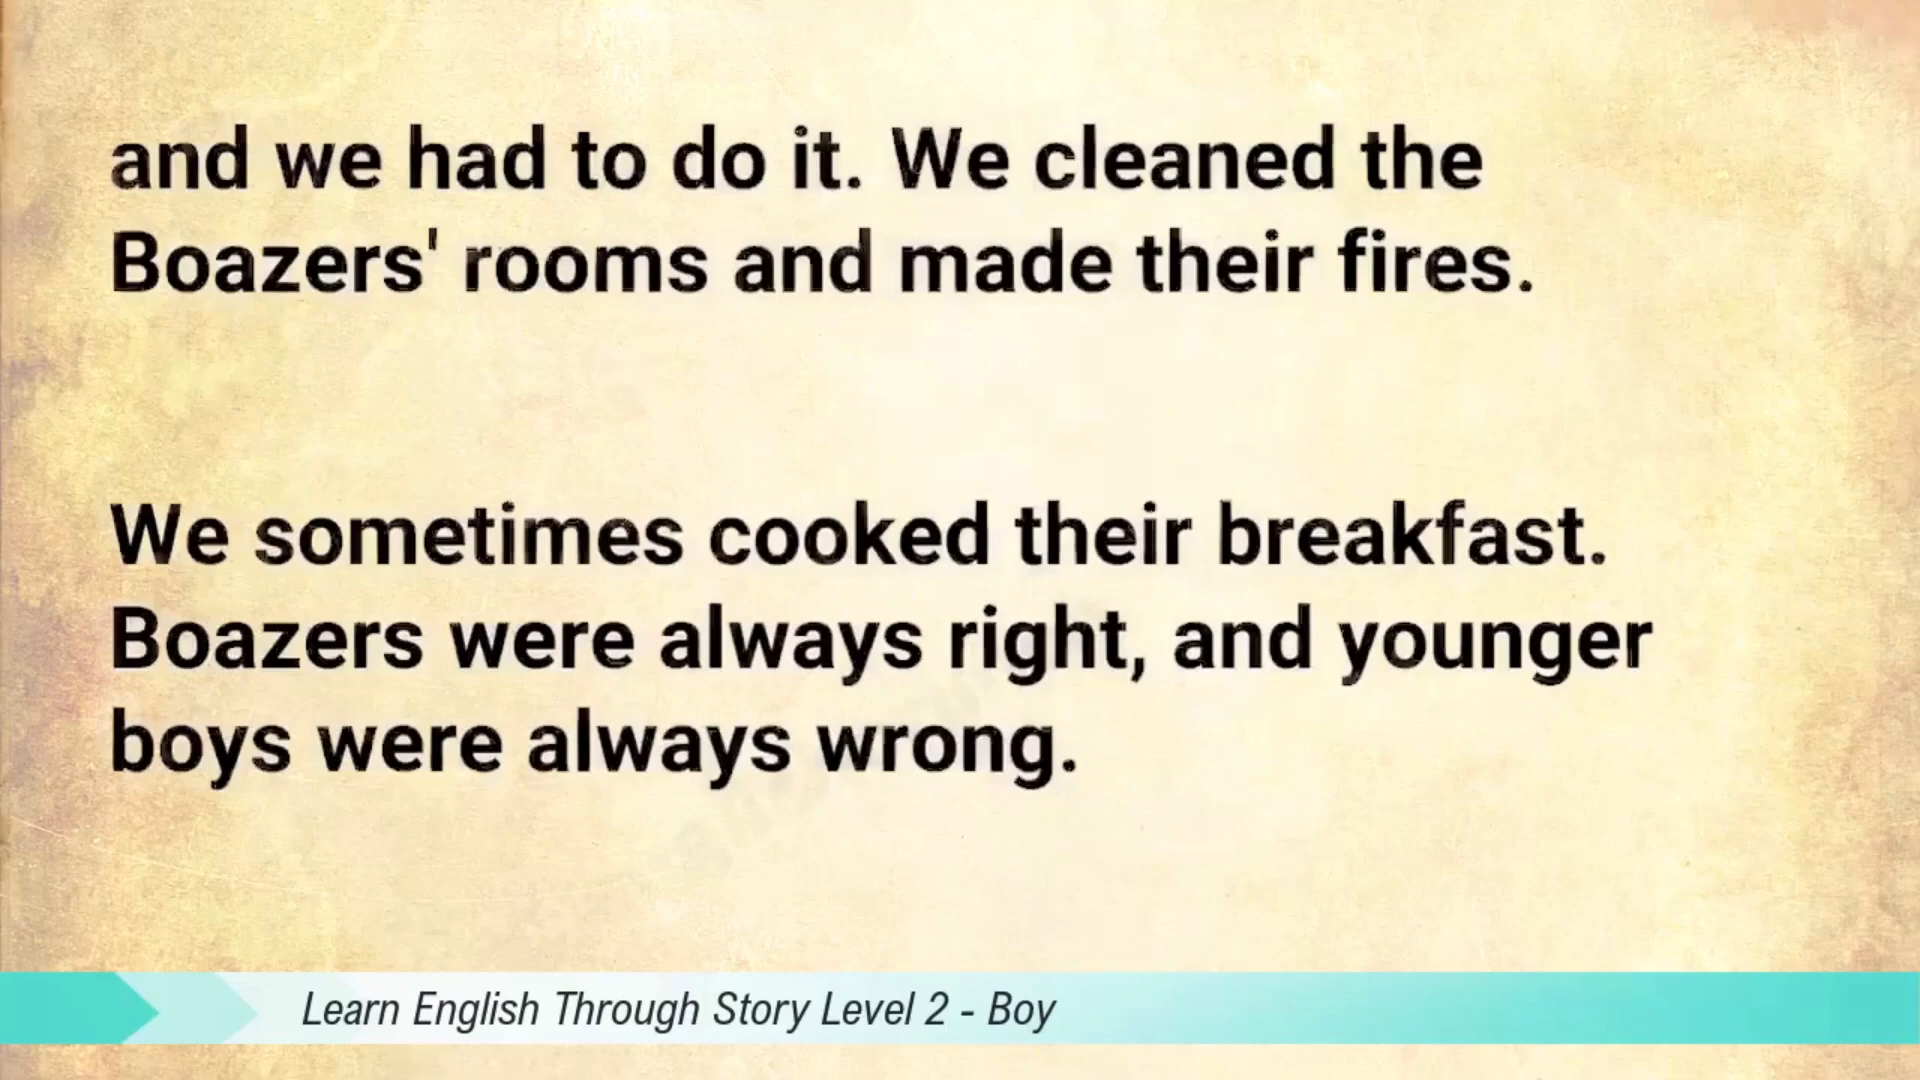 and we had to do it. We cleaned the
Boazers' rooms and made their fires.
We sometimes cooked their breakfast.
Boazers were always right, and younger
boys were always wrong.
Learn English Through Story Level 2 - Boy